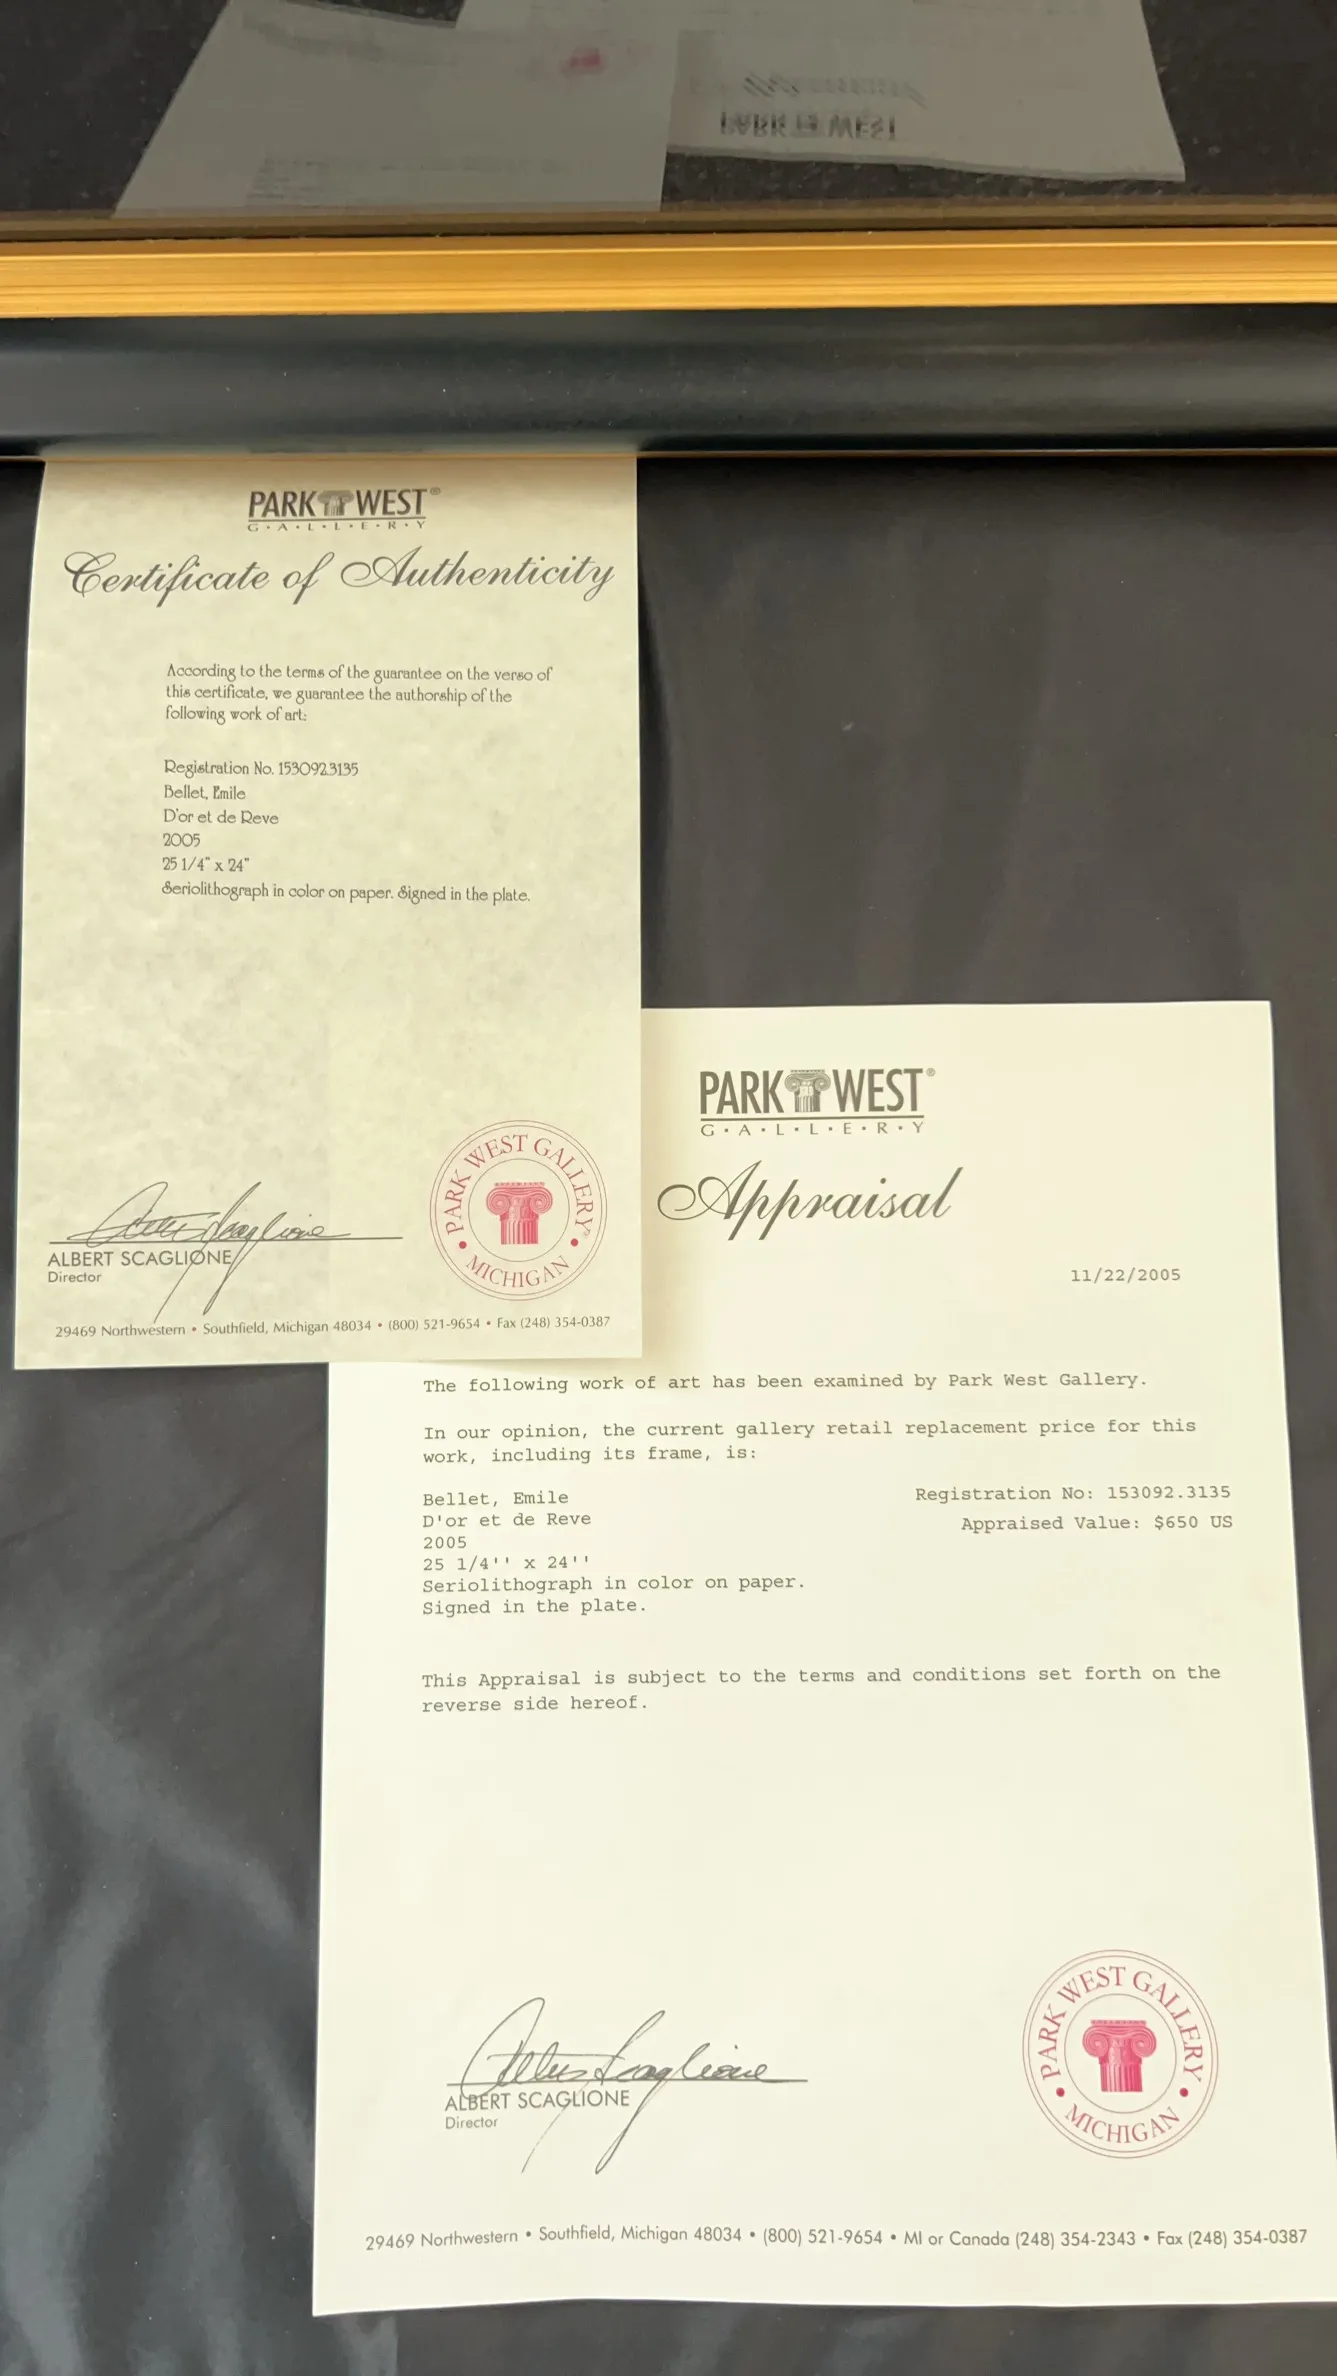 PARK WEST
PARK WEST®
G•A•L•L•E•R•Y
Certificate of Authenticity
According to the terms of the guarantee on the verso of
this certificate, we guarantee the authorship of the
following work of art:
Registration No. 153092.3135
Bellet, Emile
D'or et de Reve
2005
25 1/4" x 24"
Seriolithograph in color on paper. Signed in the plate.
Albert Scaglione
ALBERT SCAGLIONE
Director
PARK WEST GALLERY® • MICHIGAN •
29469 Northwestern • Southfield, Michigan 48034 • (800) 521-9654 • Fax (248) 354-0387
PARK WEST®
G•A•L•L•E•R•Y
Appraisal
11/22/2005
The following work of art has been examined by Park West Gallery.
In our opinion, the current gallery retail replacement price for this
work, including its frame, is:
Bellet, Emile
Registration No: 153092.3135
D'or et de Reve
Appraised Value: $650 US
2005
25 1/4'' x 24''
Seriolithograph in color on paper.
Signed in the plate.
This Appraisal is subject to the terms and conditions set forth on the
reverse side hereof.
Albert Scaglione
ALBERT SCAGLIONE
Director
PARK WEST GALLERY • MICHIGAN •
29469 Northwestern • Southfield, Michigan 48034 • (800) 521-9654 • MI or Canada (248) 354-2343 • Fax (248) 354-0387